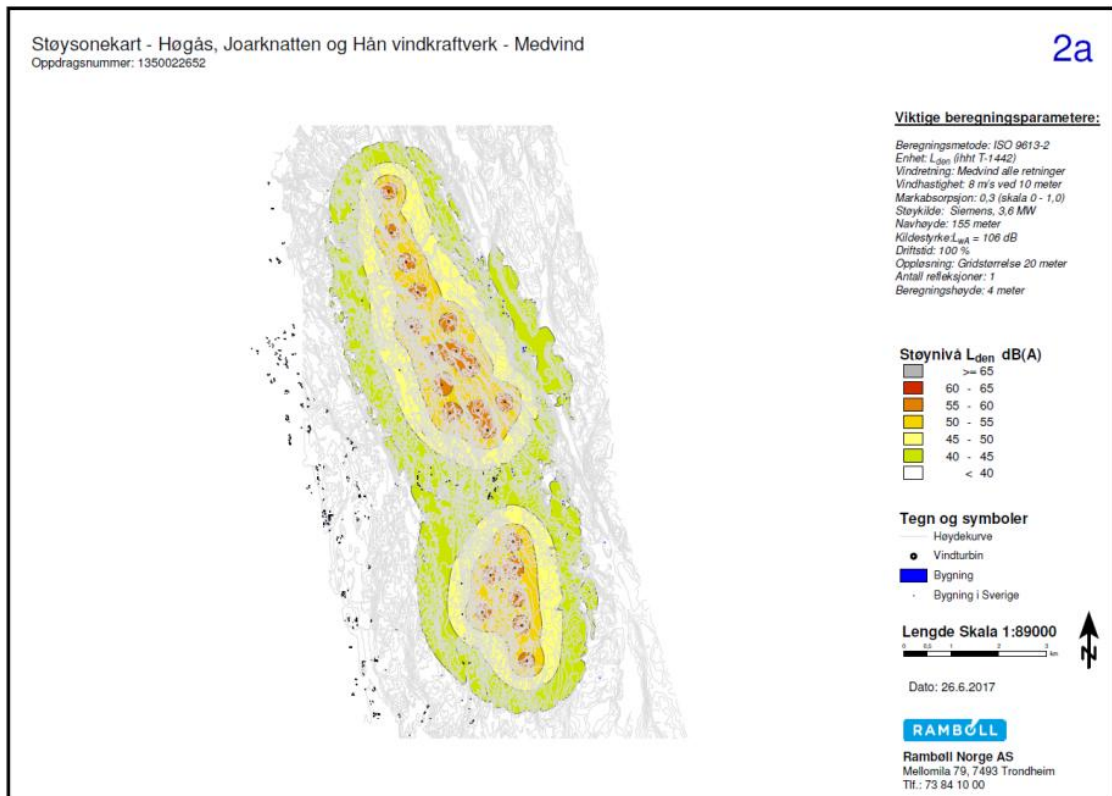 Støysonekart - Høgås, Joarknatten og Hån vindkraftverk - Medvind
Oppdragsnummer: 1350022652
2a
Viktige beregningsparametere:
Beregningsmetode: ISO 9613-2
Enhet: Lden (ihht T-1442)
Vindretning: Medvind alle retninger
Vindhastighet: 8 m/s ved 10 meter
Markabsorpsjon: 0,3 (skala 0 - 1,0)
Støykilde: Siemens, 3,6 MW
Navhøyde: 155 meter
Kildestyrke:LwA = 106 dB
Driftstid: 100 %
Oppløsning: Gridstørrelse 20 meter
Antall refleksjoner: 1
Beregningshøyde: 4 meter
Støynivå Lden dB(A)
>= 65
60 - 65
55 - 60
50 - 55
45 - 50
40 - 45
< 40
Tegn og symboler
Høydekurve
Vindturbin
Bygning
Bygning i Sverige
Lengde Skala 1:89000
0 0,5 1 2 3
km
N
Dato: 26.6.2017
RAMBOLL
Rambøll Norge AS
Mellomila 79, 7493 Trondheim
Tlf.: 73 84 10 00